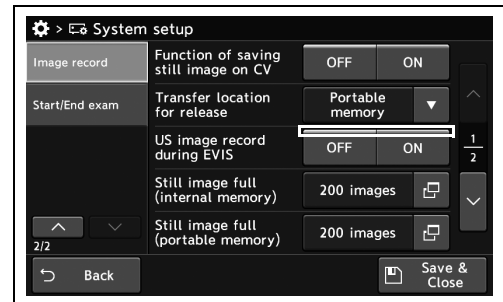 > System setup
Image record
Start/End exam
2/2
Function of saving
still image on CV
OFF ON
Transfer location
for release
Portable
memory
US image record
during EVIS
OFF ON
Still image full
(internal memory)
200 images
Still image full
(portable memory)
200 images
1
2
Back
Save &
Close